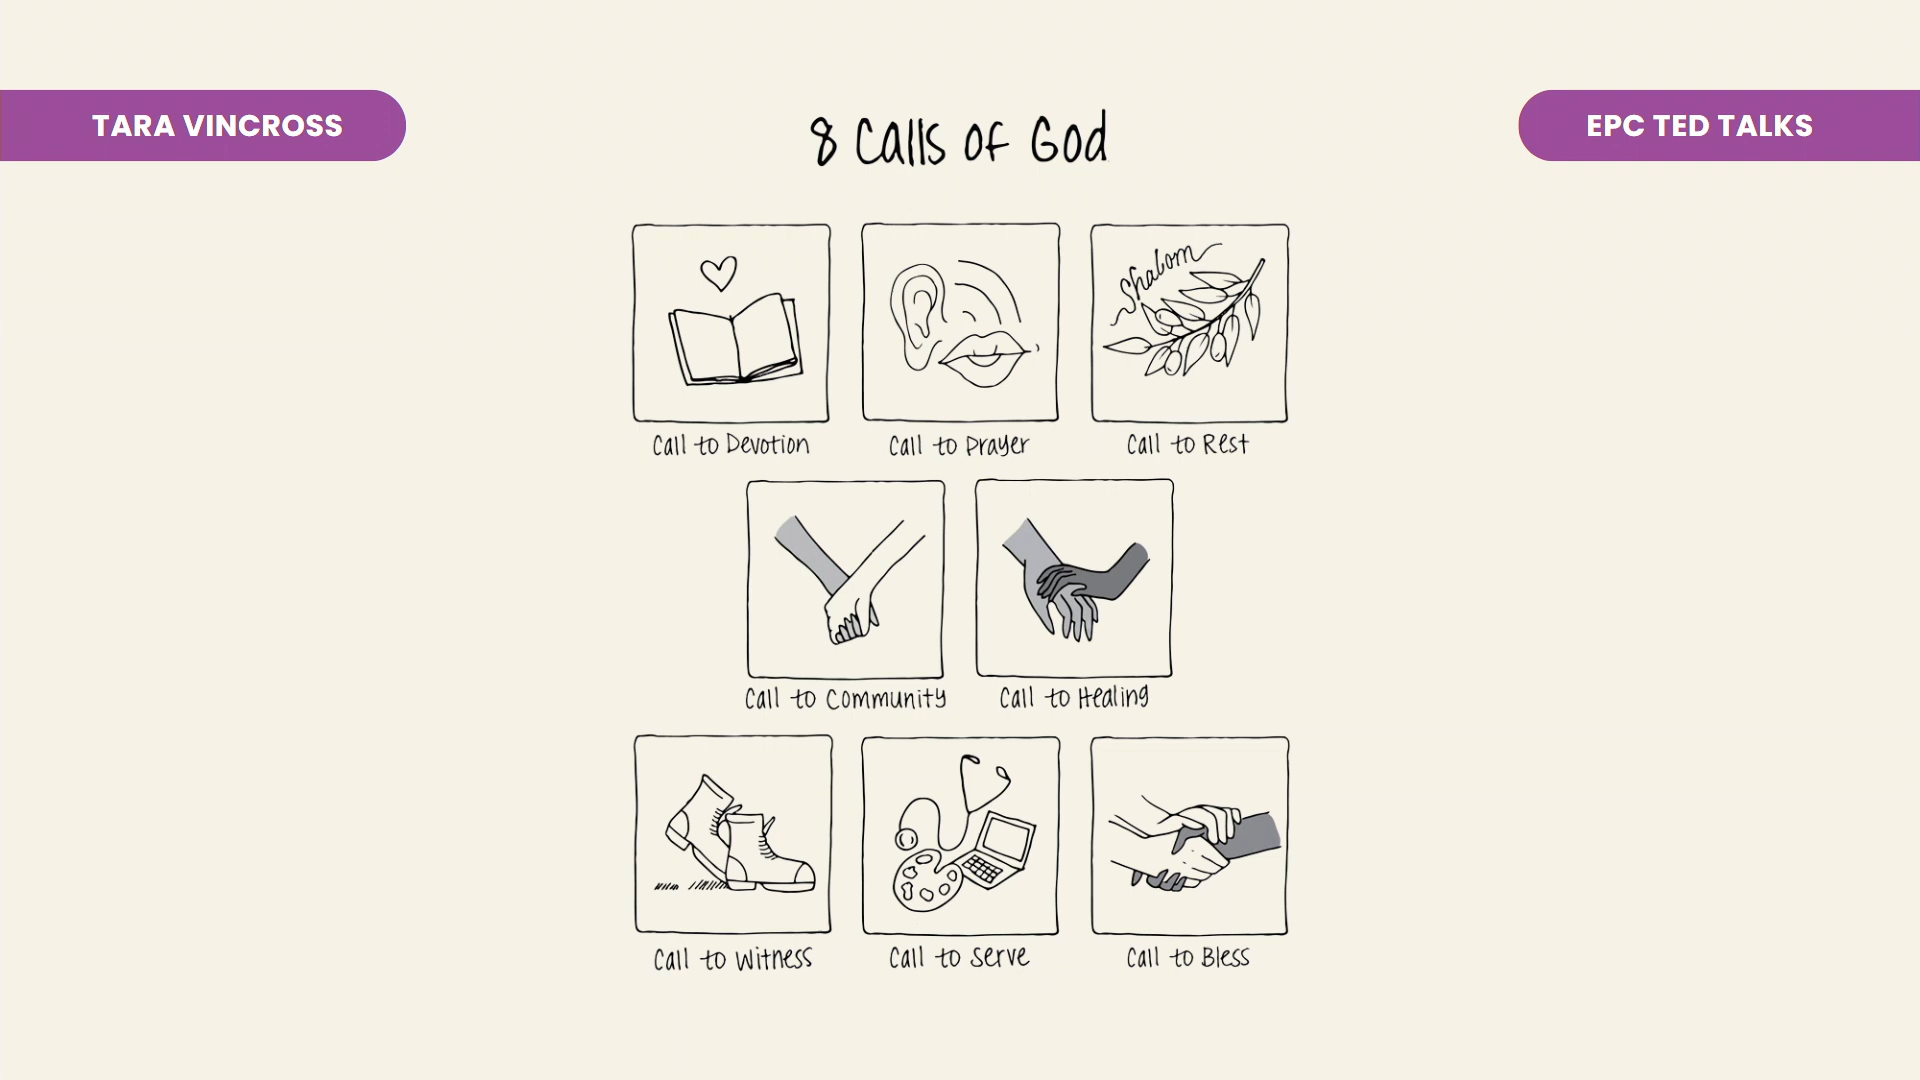 TARA VINCROSS
EPC TED TALKS
8 Calls of God
Shalom
Call to Devotion
Call to Prayer
Call to Rest
Call to Community
Call to Healing
Call to Witness
Call to Serve
Call to Bless